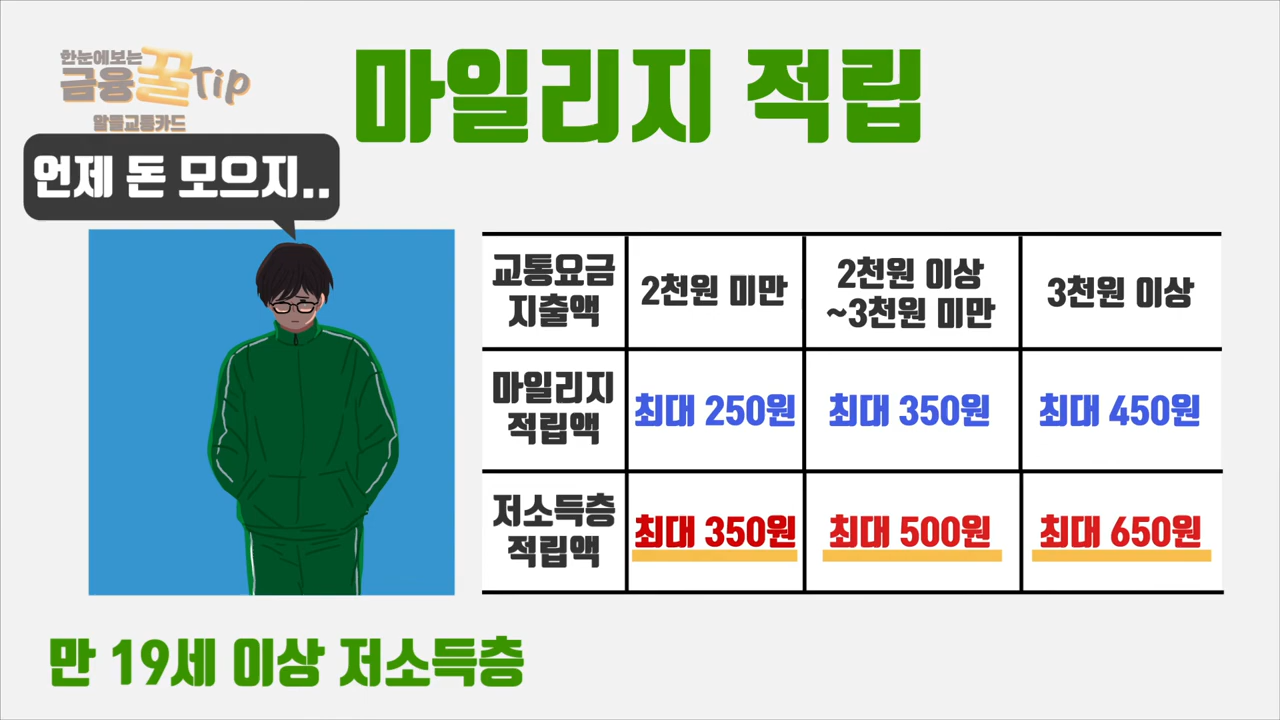 한눈에보는
금융꿀Tip
알뜰교통카드
마일리지 적립
언제 돈 모으지..
교통요금 지출액
2천원 미만
2천원 이상 ~3천원 미만
3천원 이상
마일리지 적립액
최대 250원
최대 350원
최대 450원
저소득층 적립액
최대 350원
최대 500원
최대 650원
만 19세 이상 저소득층